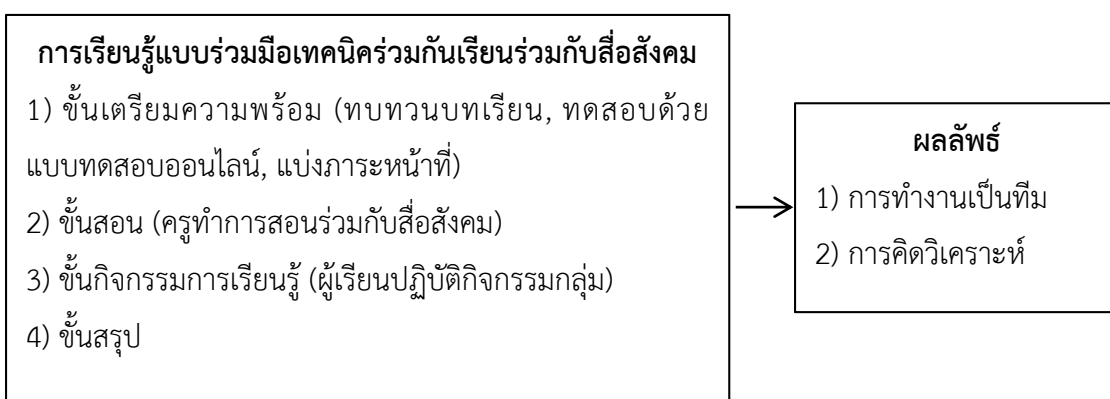 การเรียนรู้แบบร่วมมือเทคนิคร่วมกันเรียนร่วมกับสื่อสังคม
1) ขั้นเตรียมความพร้อม (ทบทวนบทเรียน, ทดสอบด้วย
แบบทดสอบออนไลน์, แบ่งภาระหน้าที่)
2) ขั้นสอน (ครูทำการสอนร่วมกับสื่อสังคม)
3) ขั้นกิจกรรมการเรียนรู้ (ผู้เรียนปฏิบัติกิจกรรมกลุ่ม)
4) ขั้นสรุป
ผลลัพธ์
1) การทำงานเป็นทีม
2) การคิดวิเคราะห์